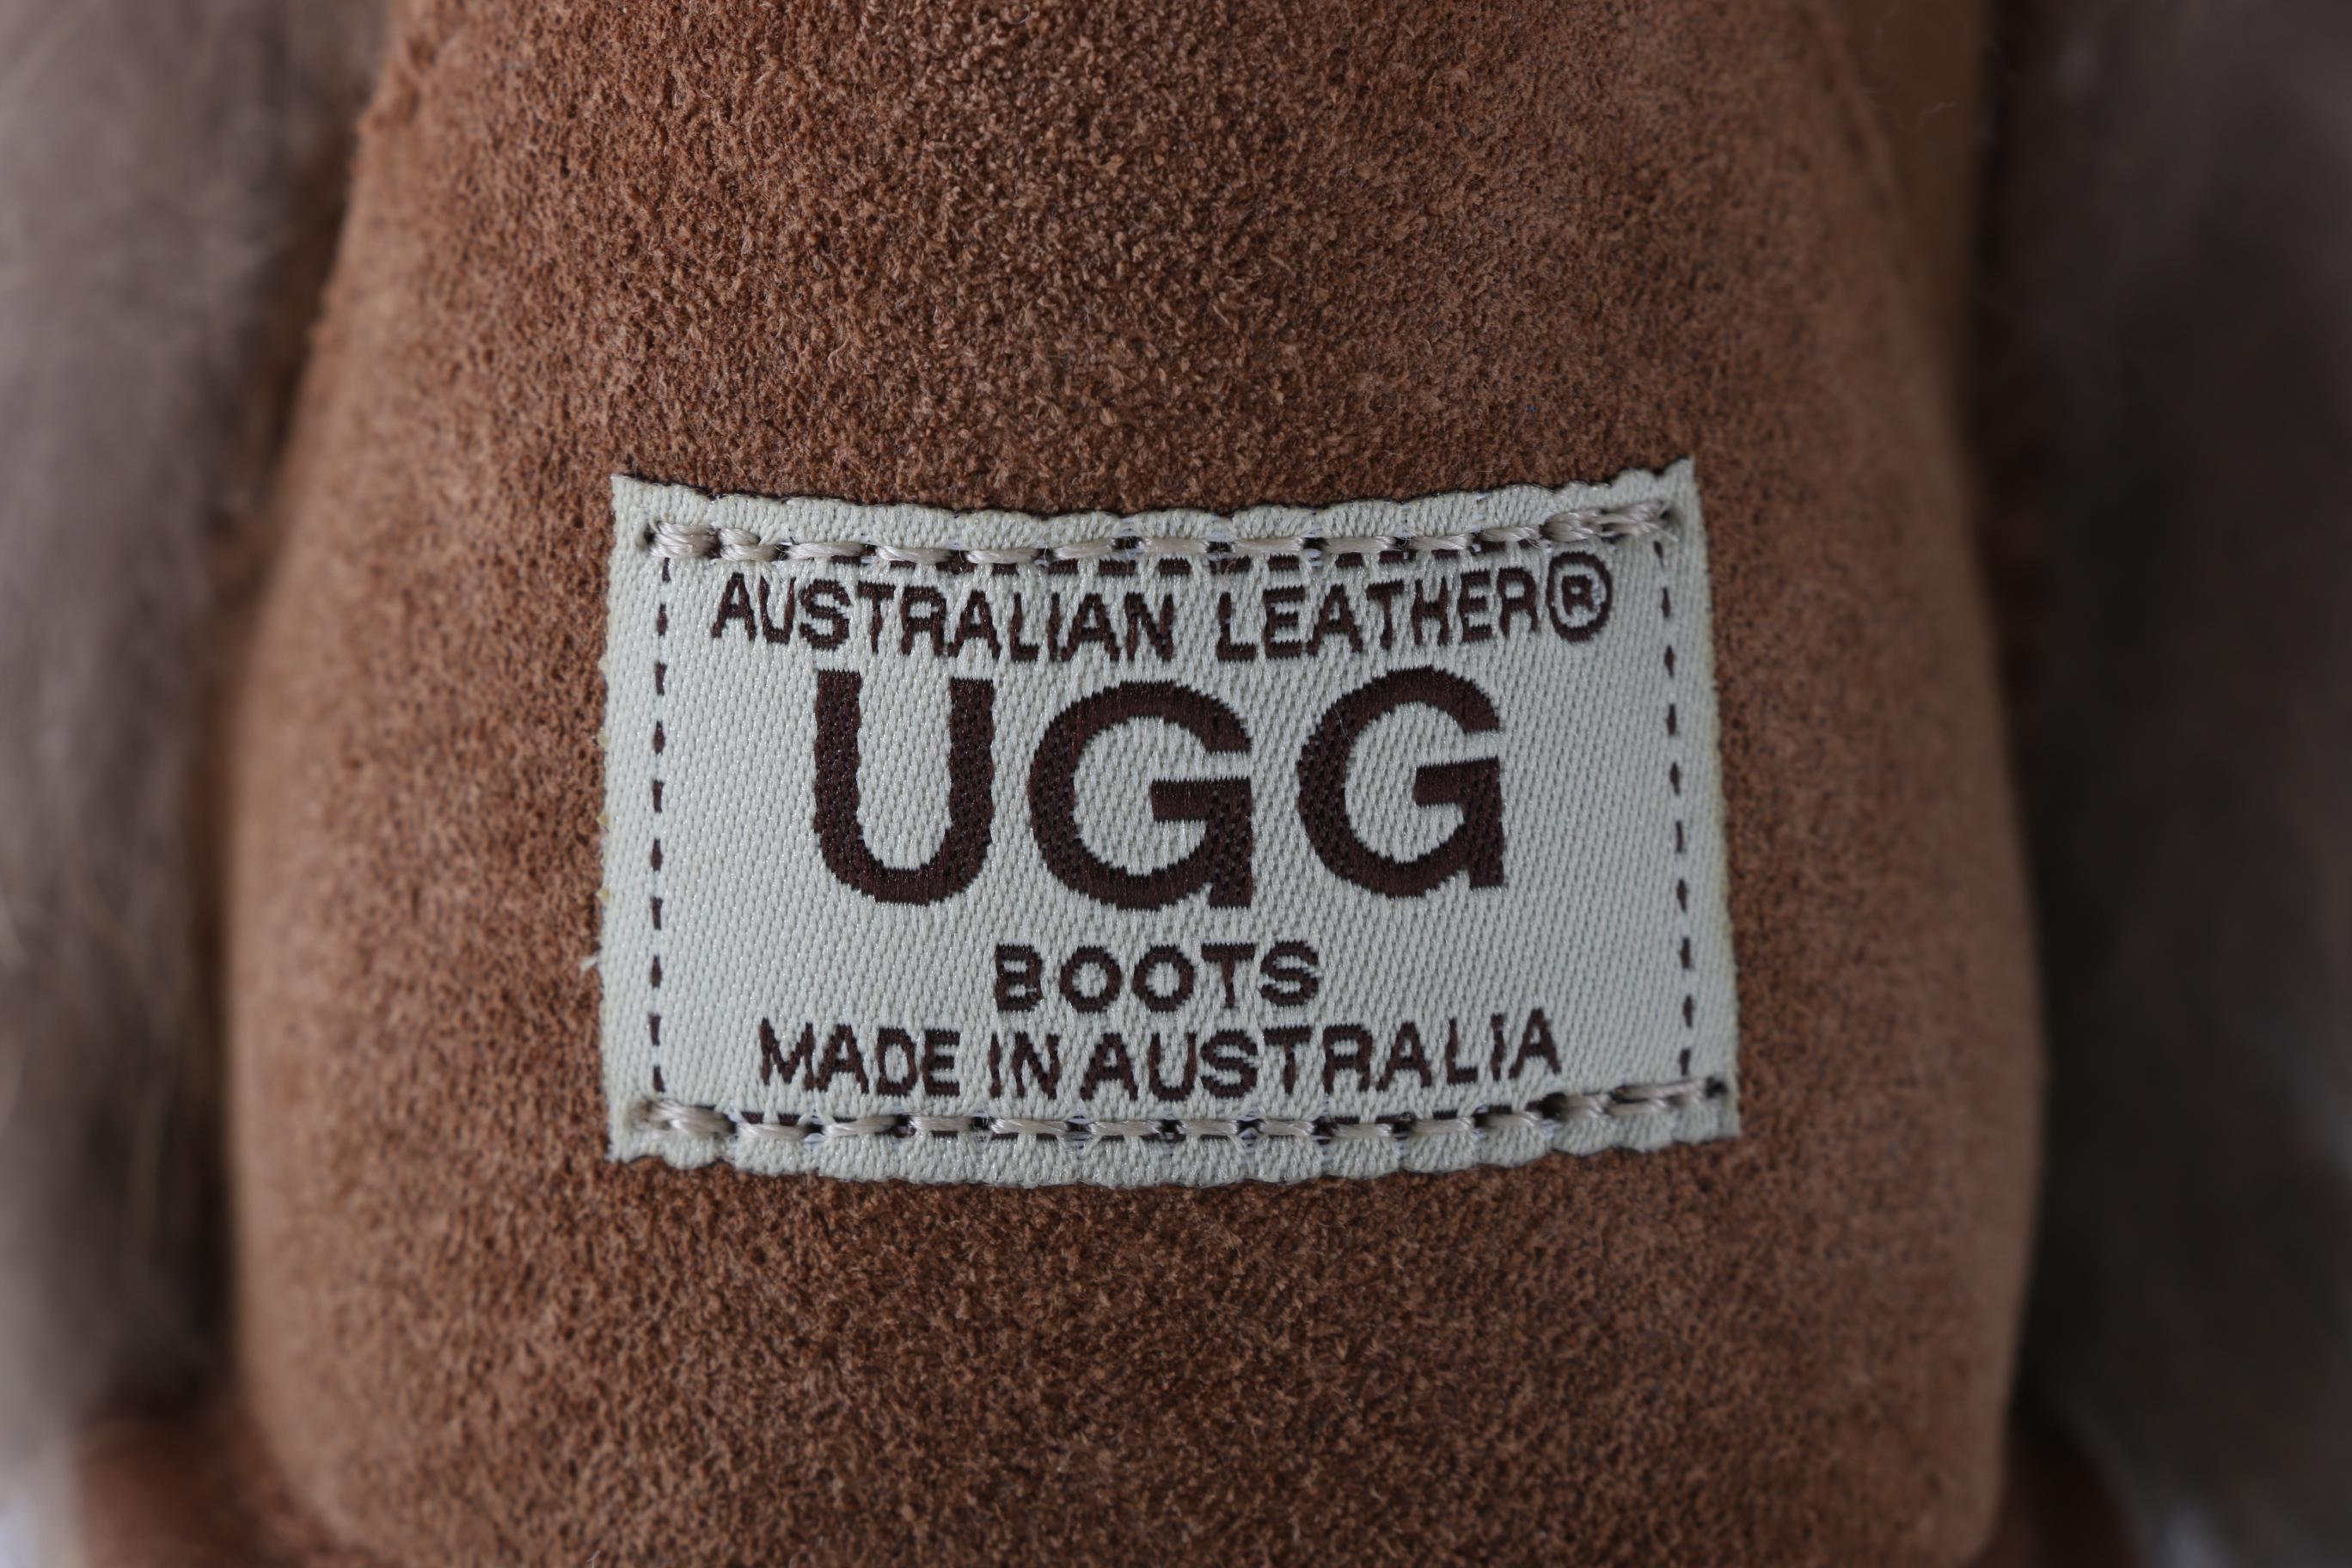 AUSTRALIAN LEATHER®
UGG
BOOTS
MADE IN AUSTRALIA